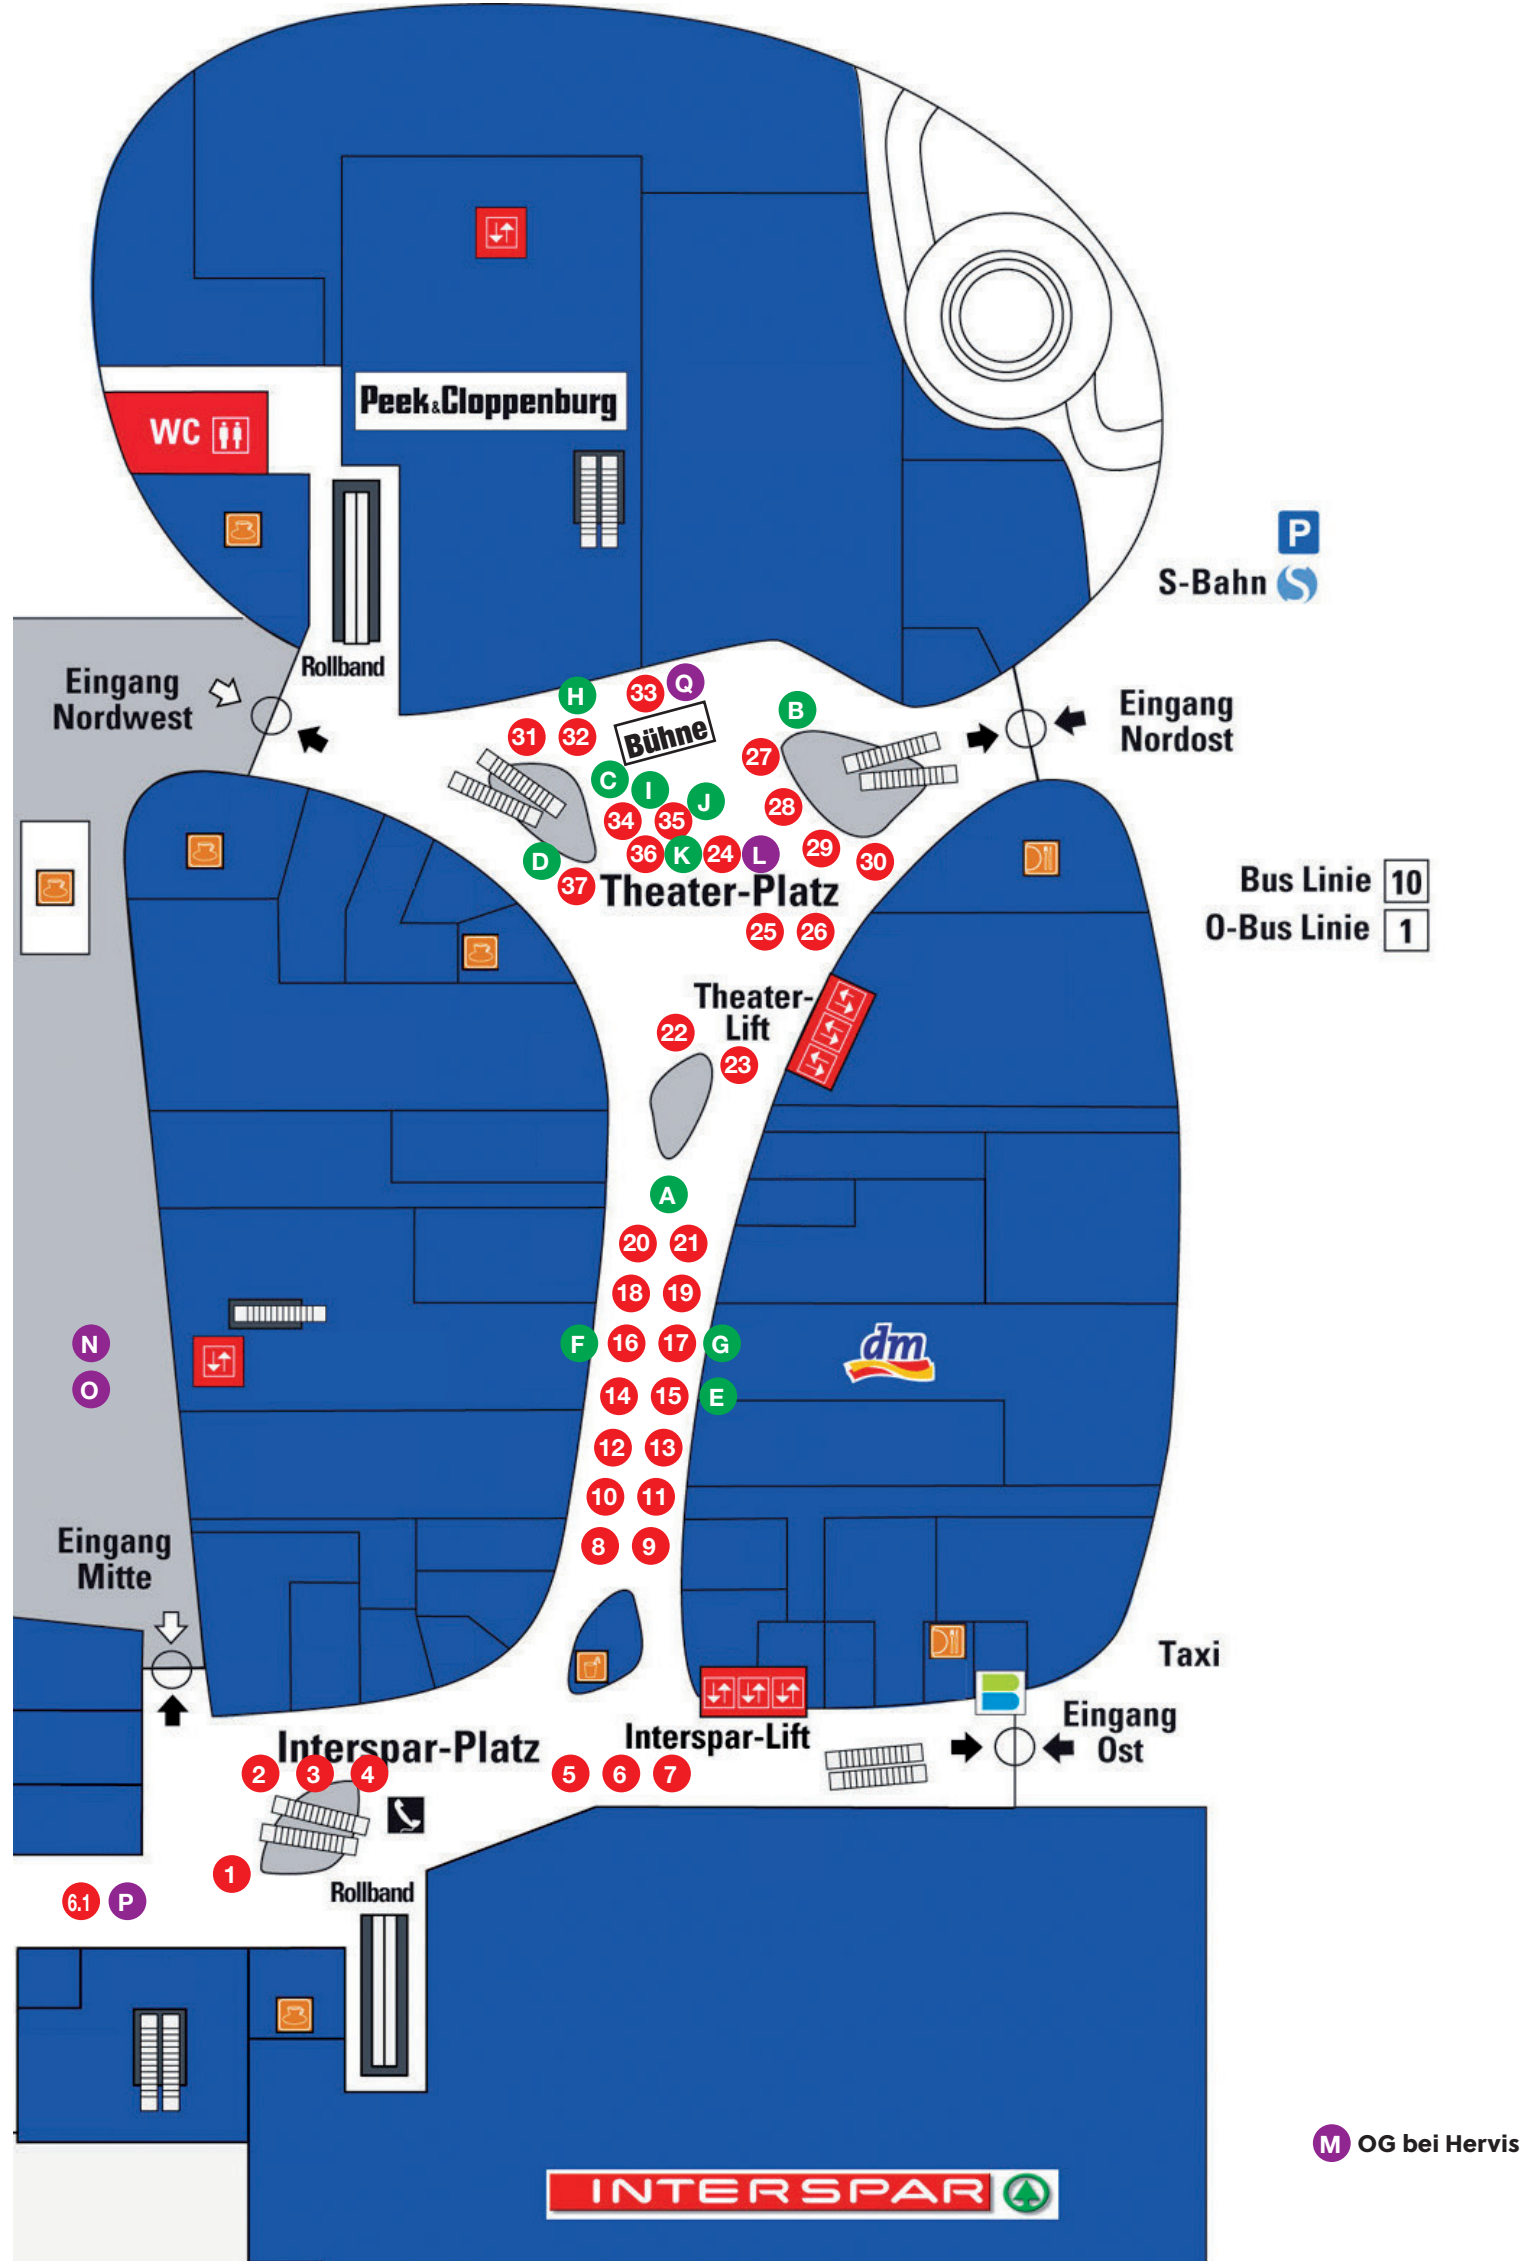 Peek & Cloppenburg
WC
P
S-Bahn
Rollband
Eingang
Nordwest
H
33
Q
B
Eingang
Nordost
31
32
Bühne
27
C
I
J
28
34
35
D
36
K
24
L
29
30
37
Theater-Platz
Bus Linie 10
O-Bus Linie 1
25
26
Theater-
Lift
22
23
A
20
21
18
19
N
F
16
17
G
dm
O
14
15
E
12
13
10
11
8
9
Eingang
Mitte
Taxi
Interspar-Platz
Interspar-Lift
Eingang
Ost
2
3
4
5
6
7
1
6.1
P
Rollband
M OG bei Hervis
INTERSPAR